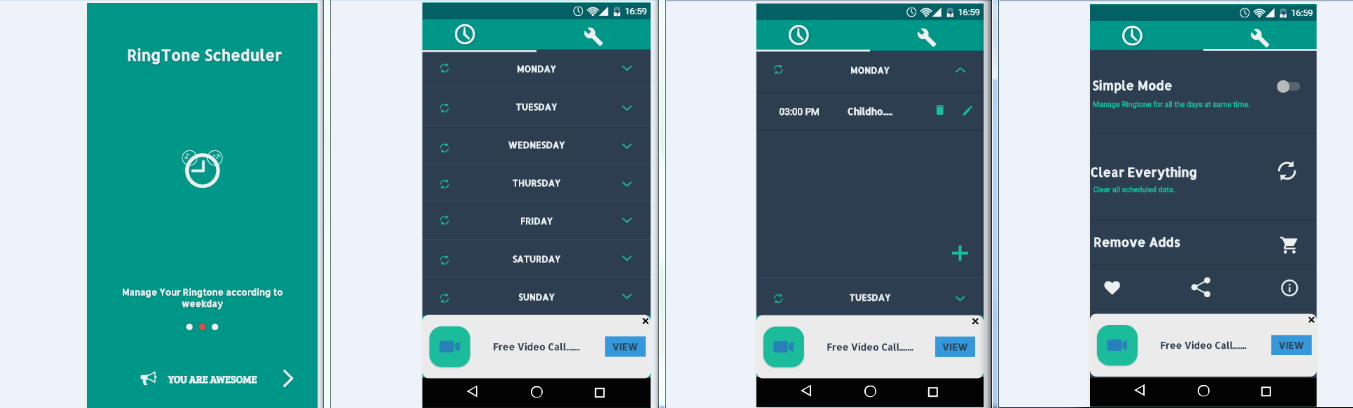 RingTone Scheduler
Manage Your Ringtone according to
weekday
YOU ARE AWESOME
16:59
MONDAY
TUESDAY
WEDNESDAY
THURSDAY
FRIDAY
SATURDAY
SUNDAY
Free Video Call......
VIEW
16:59
MONDAY
03:00 PM Childho....
TUESDAY
Free Video Call......
VIEW
16:59
Simple Mode
Manage Ringtone for all the days at same time.
Clear Everything
Clear all scheduled data.
Remove Adds
Free Video Call......
VIEW